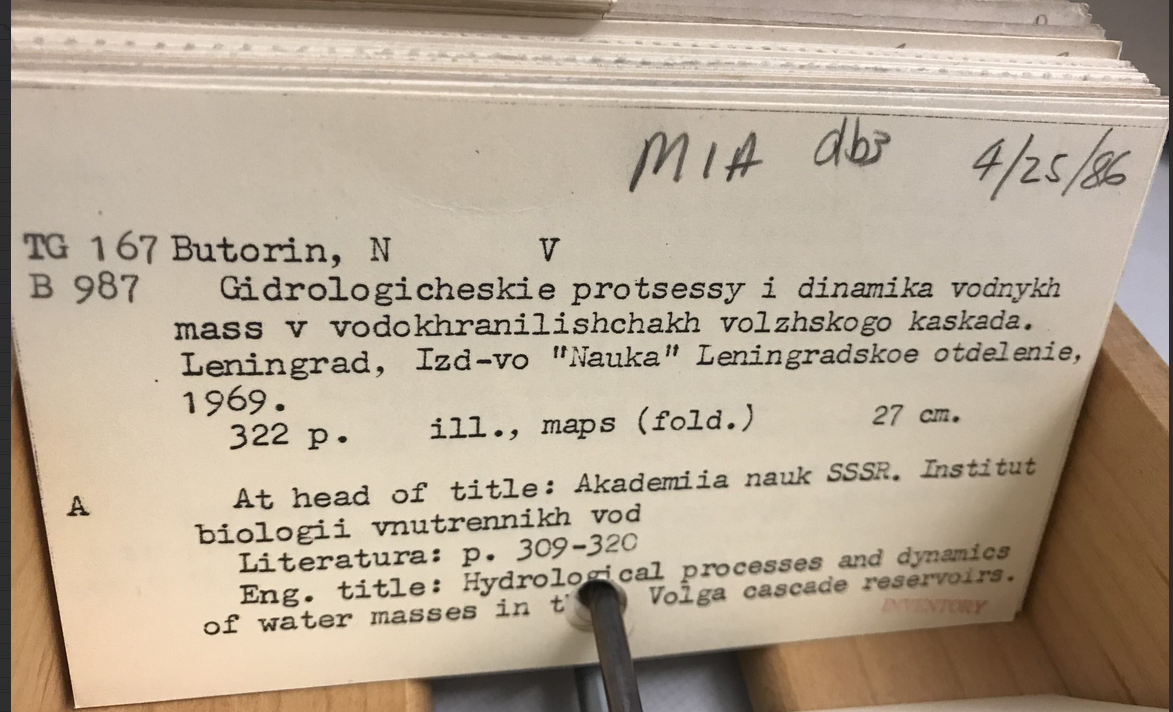 MIA db3 4/25/86
TG 167 Butorin, N V
B 987 Gidrologicheskie protsessy i dinamika vodnykh
mass v vodokhranilishchakh volzhskogo kaskada.
Leningrad, Izd-vo "Nauka" Leningradskoe otdelenie,
1969.
322 p. ill., maps (fold.) 27 cm.
A At head of title: Akademiia nauk SSSR. Institut
biologii vnutrennikh vod
Literatura: p. 309-320
Eng. title: Hydrological processes and dynamics
of water masses in Volga cascade reservoirs.
INVENTORY